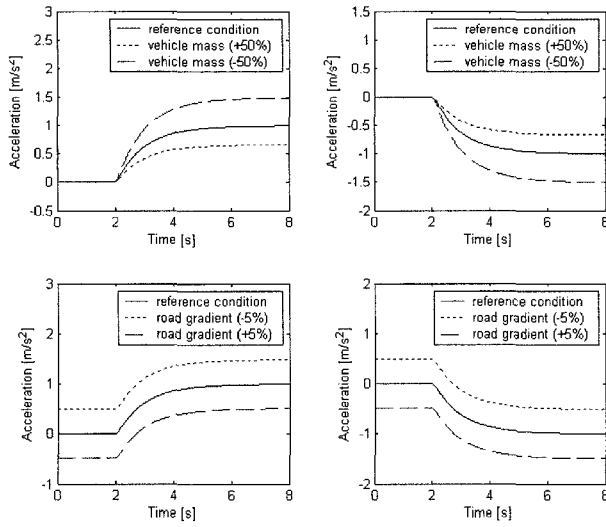 3
2.5
2
1.5
1
0.5
0
-0.5
Acceleration [m/s²]
reference condition
vehicle mass (+50%)
vehicle mass (-50%)
0 2 4 6 8
Time [s]
1
0.5
0
-0.5
-1
-1.5
-2
Acceleration [m/s²]
reference condition
vehicle mass (+50%)
vehicle mass (-50%)
0 2 4 6 8
Time [s]
3
2
1
0
-1
Acceleration [m/s²]
reference condition
road gradient (-5%)
road gradient (+5%)
0 2 4 6 8
Time [s]
2
1
0
-1
-2
Acceleration [m/s²]
reference condition
road gradient (-5%)
road gradient (+5%)
0 2 4 6 8
Time [s]